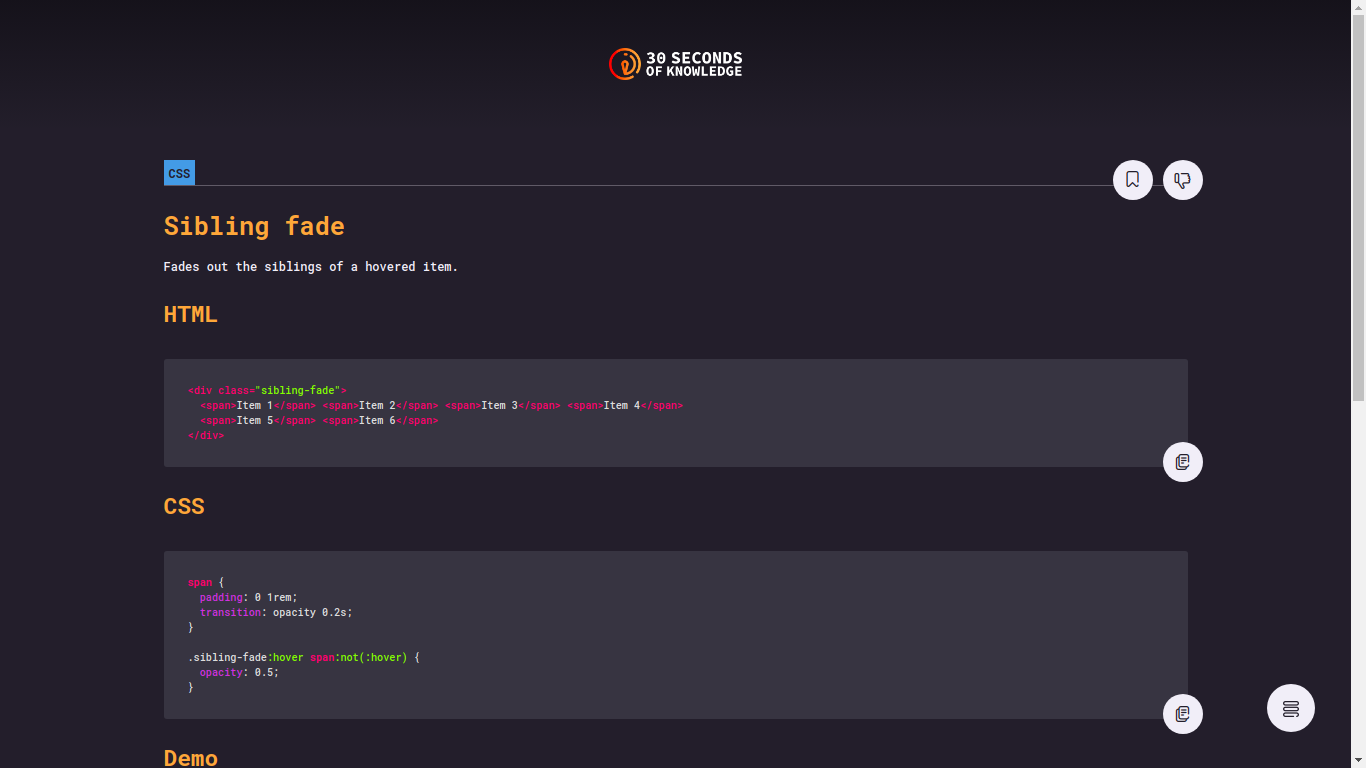 30 SECONDS
OF KNOWLEDGE
CSS
Sibling fade
Fades out the siblings of a hovered item.
HTML
<div class="sibling-fade">
  <span>Item 1</span> <span>Item 2</span> <span>Item 3</span> <span>Item 4</span>
  <span>Item 5</span> <span>Item 6</span>
</div>
CSS
span {
  padding: 0 1rem;
  transition: opacity 0.2s;
}
.sibling-fade:hover span:not(:hover) {
  opacity: 0.5;
}
Demo